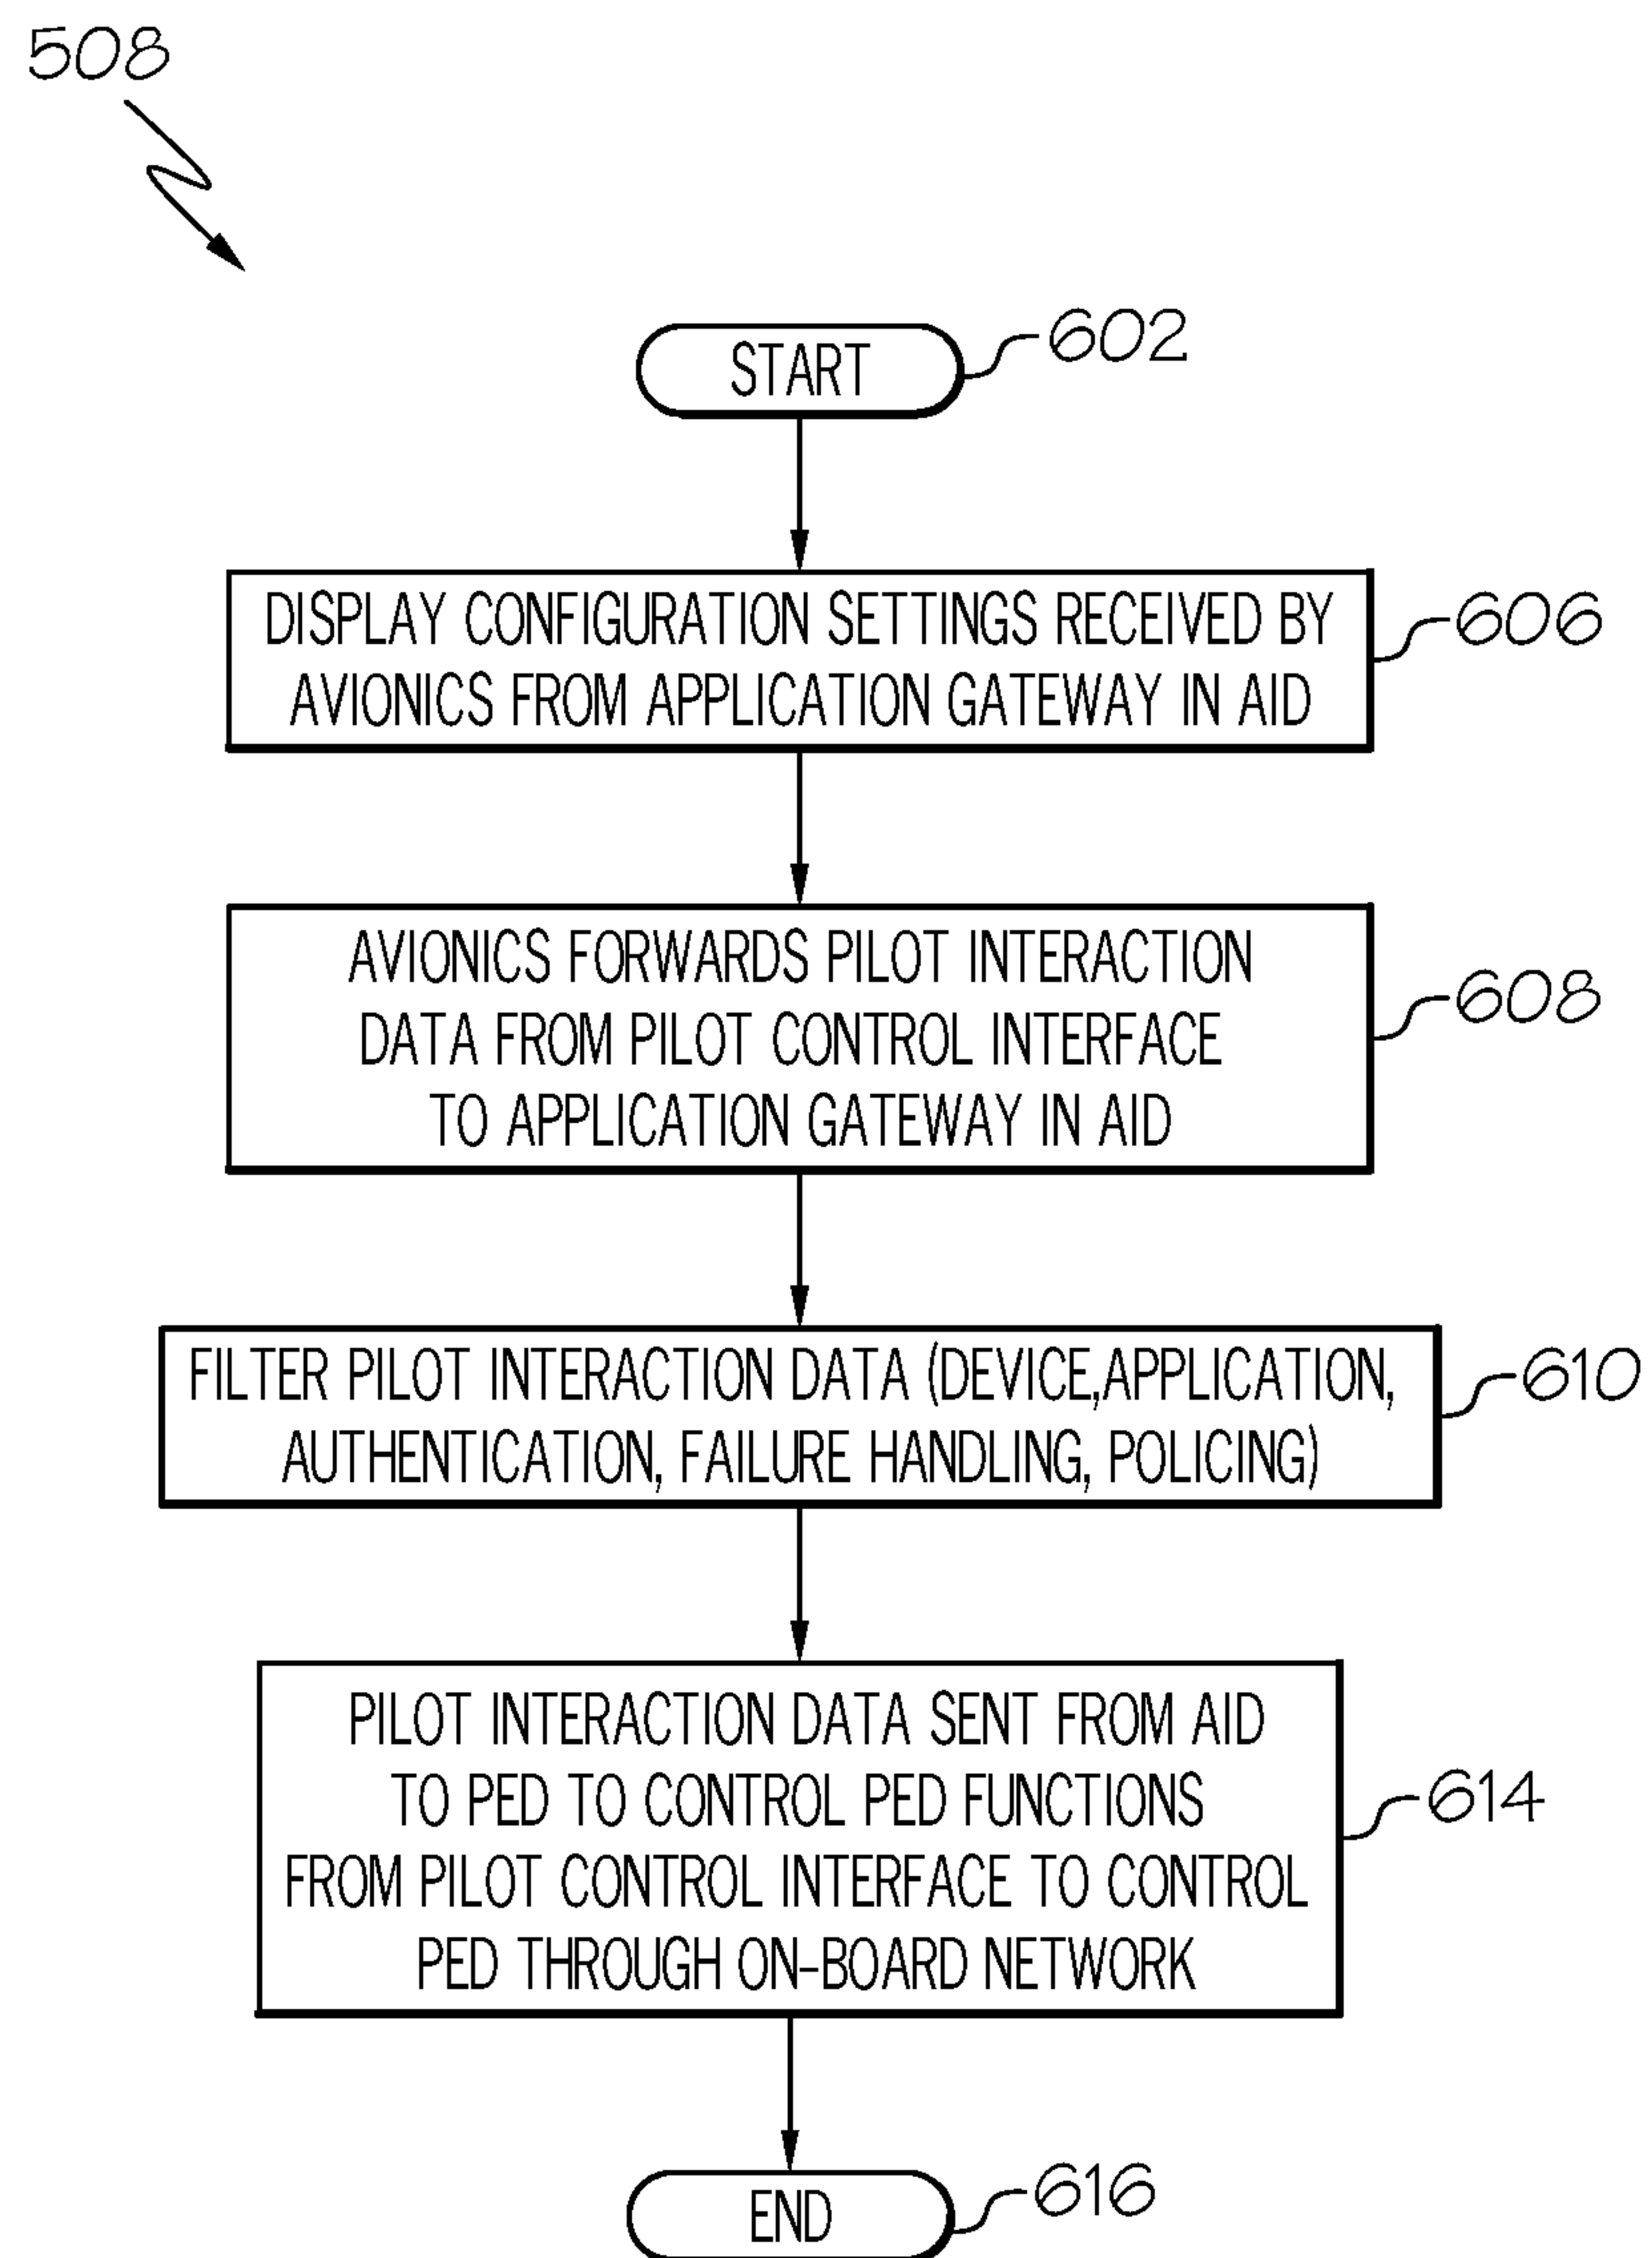 508
START
602
DISPLAY CONFIGURATION SETTINGS RECEIVED BY
AVIONICS FROM APPLICATION GATEWAY IN AID
606
AVIONICS FORWARDS PILOT INTERACTION
DATA FROM PILOT CONTROL INTERFACE
TO APPLICATION GATEWAY IN AID
608
FILTER PILOT INTERACTION DATA (DEVICE,APPLICATION,
AUTHENTICATION, FAILURE HANDLING, POLICING)
610
PILOT INTERACTION DATA SENT FROM AID
TO PED TO CONTROL PED FUNCTIONS
FROM PILOT CONTROL INTERFACE TO CONTROL
PED THROUGH ON-BOARD NETWORK
614
END
616